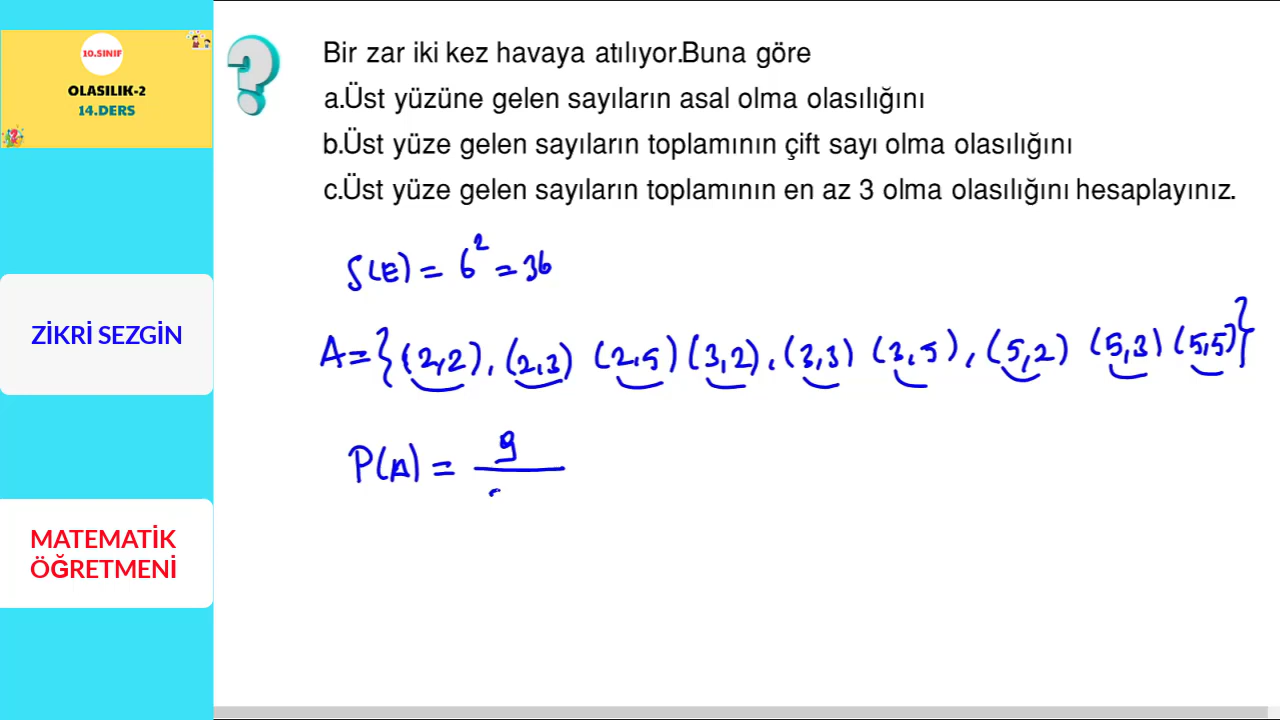 10.SINIF
OLASILIK-2
14.DERS
ZİKRİ SEZGİN
MATEMATİK
ÖĞRETMENİ
Bir zar iki kez havaya atılıyor.Buna göre
a.Üst yüzüne gelen sayıların asal olma olasılığını
b.Üst yüze gelen sayıların toplamının çift sayı olma olasılığını
c.Üst yüze gelen sayıların toplamının en az 3 olma olasılığını hesaplayınız.
S(E) = 6² = 36
A = {(2,2), (2,3) (2,5) (3,2), (3,3) (3,5), (5,2) (5,3) (5,5)}
P(A) = 9